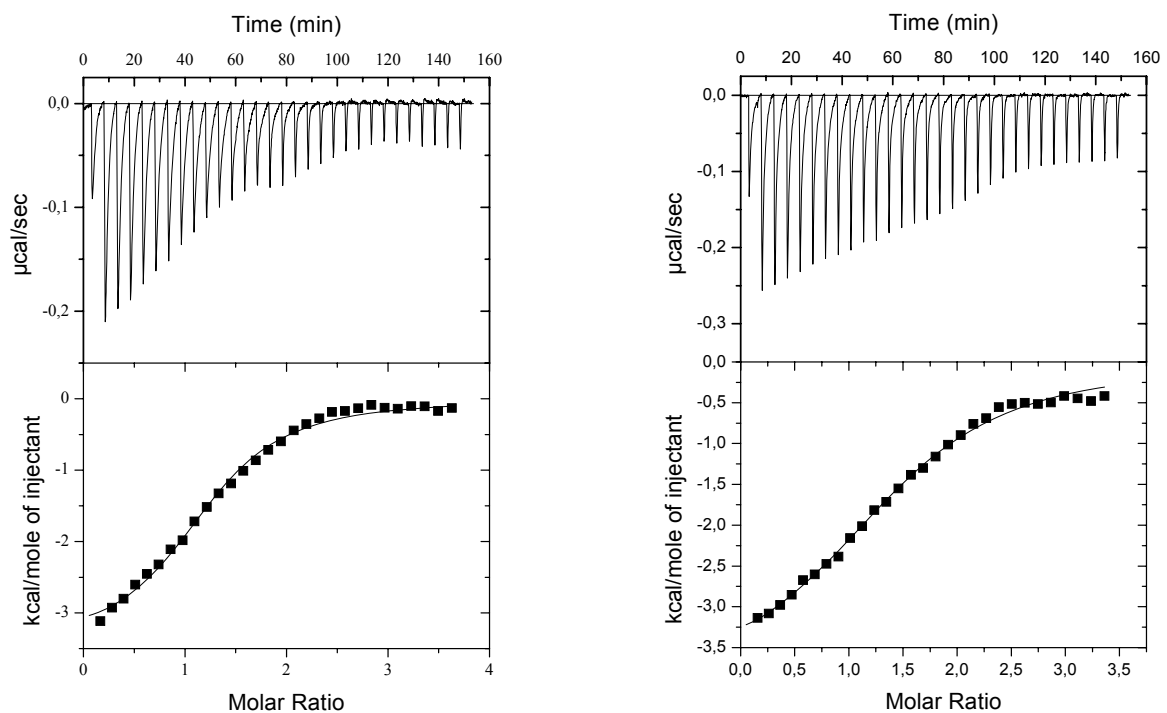 Time (min)
0 20 40 60 80 100 120 140 160
0,0
-0,1
-0,2
µcal/sec
0
-1
-2
-3
kcal/mole of injectant
0 1 2 3 4
Molar Ratio
Time (min)
0 20 40 60 80 100 120 140 160
0,0
-0,1
-0,2
-0,3
µcal/sec
0,0
-0,5
-1,0
-1,5
-2,0
-2,5
-3,0
-3,5
kcal/mole of injectant
0,0 0,5 1,0 1,5 2,0 2,5 3,0 3,5
Molar Ratio